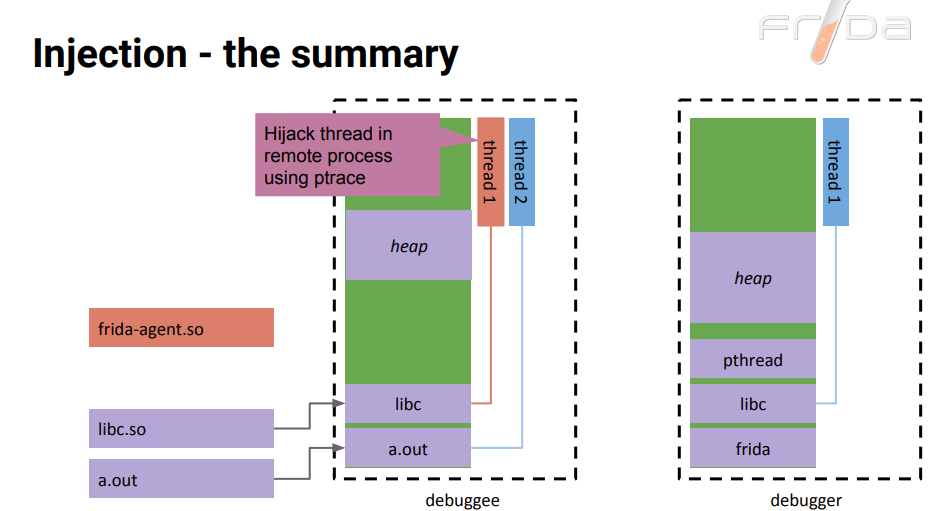 FRIDA
Injection - the summary
Hijack thread in
remote process
using ptrace
thread 1
thread 2
heap
libc
a.out
frida-agent.so
libc.so
a.out
debuggee
thread 1
heap
pthread
libc
frida
debugger